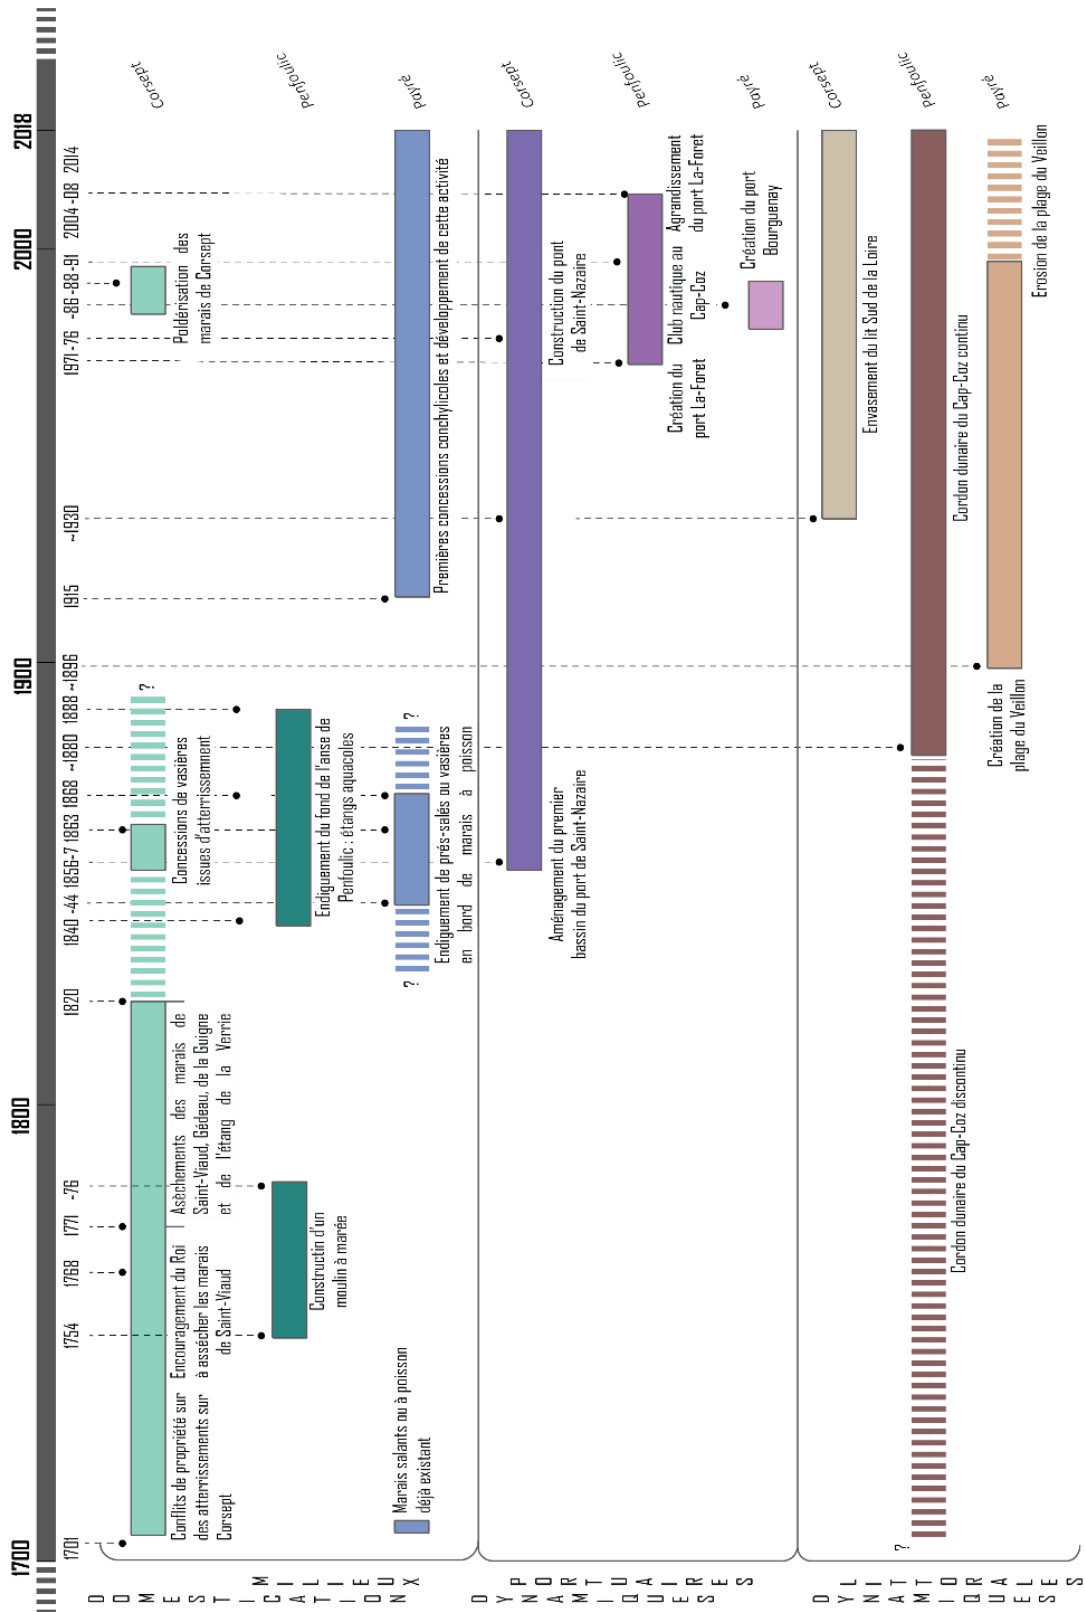 1700
1800
1900
2000
2018
1701
1754
1768
1771
-76
1820
1840
-44
1856-7
1863
1868
~1880
1888
~1896
1915
~1930
1971
-76
-86
-88
-91
2004
-08
2014
DOMESTICATION
MILIEUX
Corsept
Conflits de propriété sur
des atterrissements sur
Corsept
Encouragement du Roi
à assécher les marais
de Saint-Viaud
Asèchements des marais de
Saint-Viaud, Gédeau, de la Guigne
et de l'étang de la Verrie
Concessions de vasières
issues d'atterrissemnent
?
Poldérisation des
marais de Corsept
Penfoulic
Constructin d'un
moulin à marée
Endiguement du fond de l'anse de
Penfoulic : étangs aquacoles
Payré
Marais salants ou à poisson
déjà existant
?
Endiguement de prés-salés ou vasières
en bord de marais à poisson
?
Premières concessions conchylicoles et développement de cette activité
DYNAMIQUES
PORTUAIRES
Corsept
Aménagement du premier
bassin du port de Saint-Nazaire
Construction du pont
de Saint-Nazaire
Penfoulic
Création du
port La-Foret
Club nautique au
Cap-Coz
Agrandissement
du port La-Foret
Payré
Création du port
Bourguenay
DYNAMIQUES
LITTORALES
Corsept
Envasement du lit Sud de la Loire
Penfoulic
?
Cordon dunaire du Cap-Coz discontinu
Cordon dunaire du Cap-Coz continu
Payré
Création de la
plage du Veillon
Erosion de la plage du Veillon